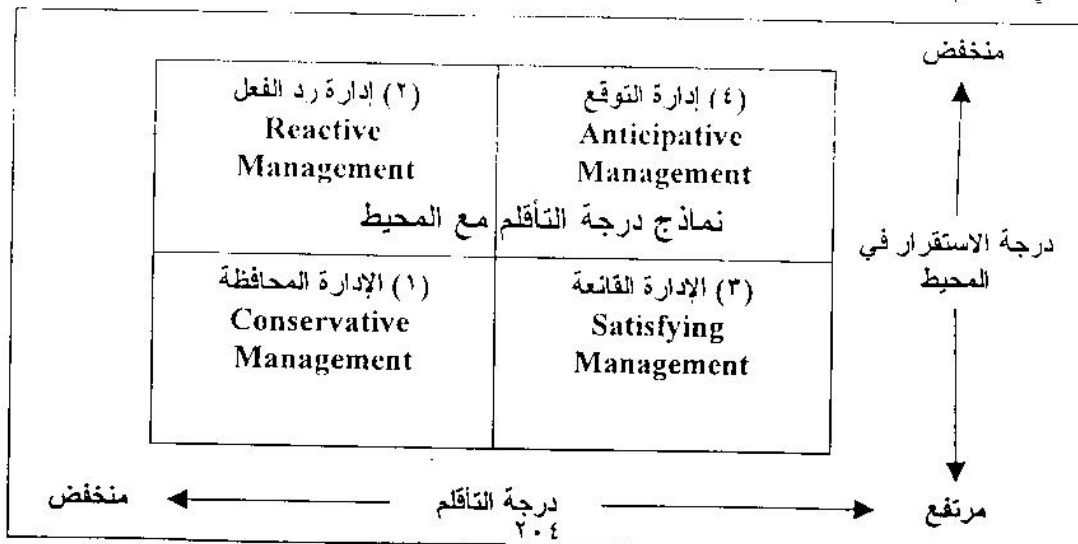 منخفض
(٢) إدارة رد الفعل
Reactive
Management
(٤) إدارة التوقع
Anticipative
Management
نماذج درجة التأقلم مع المحيط
درجة الاستقرار في
المحيط
(١) الإدارة المحافظة
Conservative
Management
(٣) الإدارة القانعة
Satisfying
Management
مرتفع
درجة التأقلم
منخفض
٢٠٤